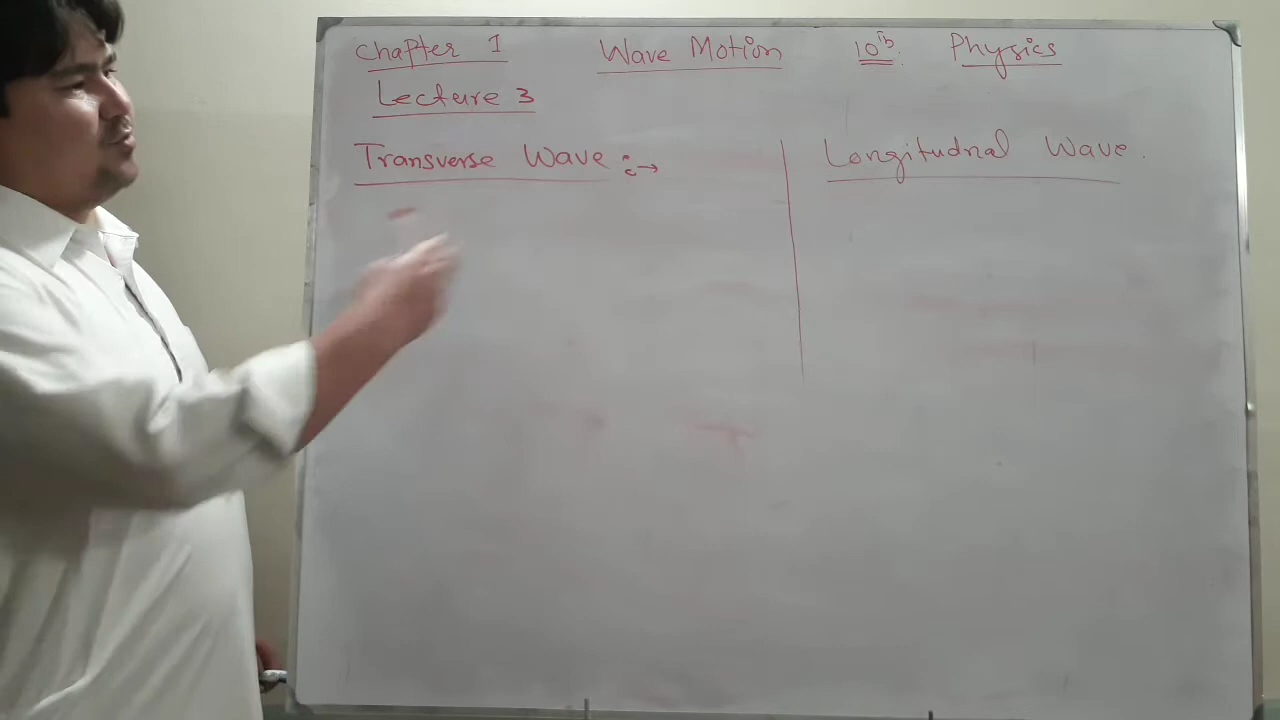 Chapter 1 Wave Motion 10th. Physics
Lecture 3
Transverse Wave :→
Longitudnal Wave.